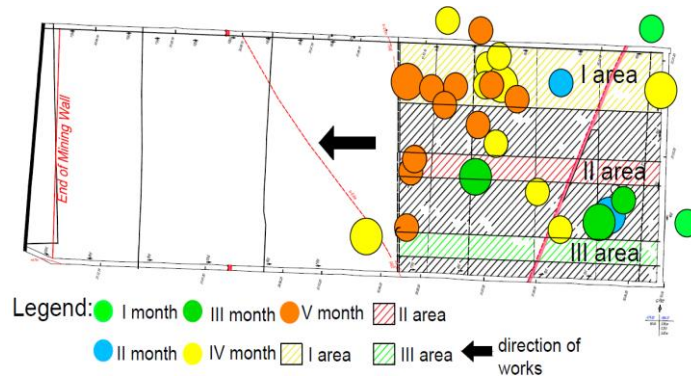 I area
End of Mining Wall
II area
III area
Legend: I month III month V month II area
II month IV month I area III area direction of
works